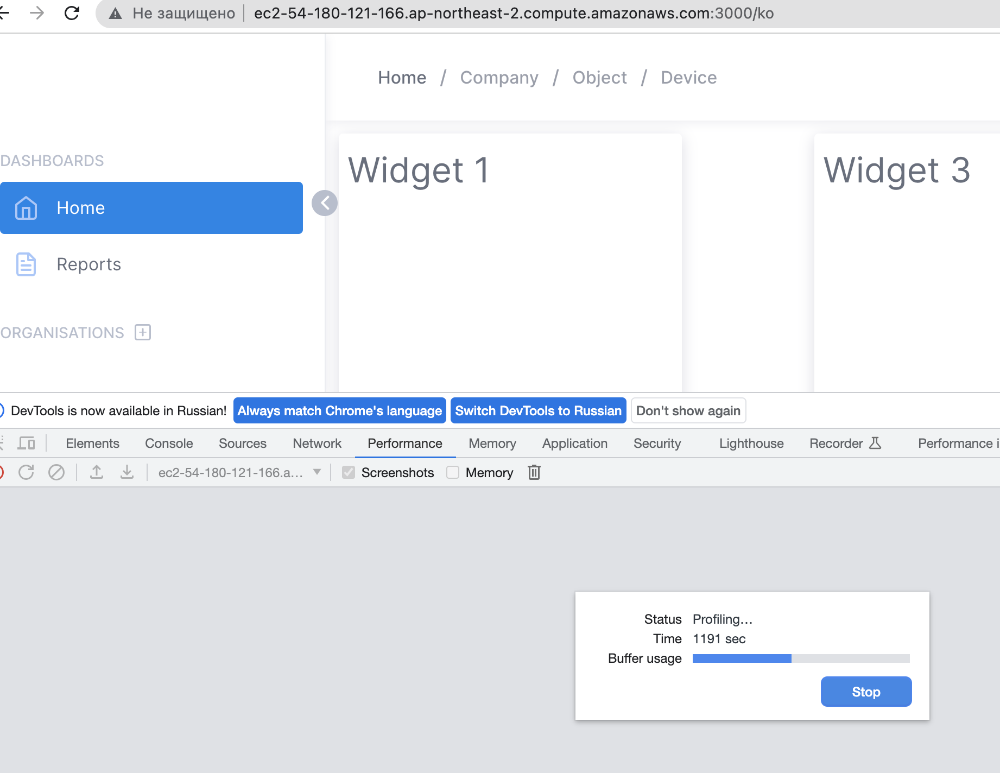 Не защищено ec2-54-180-121-166.ap-northeast-2.compute.amazonaws.com:3000/ko
Home / Company / Object / Device
DASHBOARDS
Home
Reports
ORGANISATIONS
Widget 1
Widget 3
DevTools is now available in Russian! Always match Chrome's language Switch DevTools to Russian Don't show again
Elements Console Sources Network Performance Memory Application Security Lighthouse Recorder Performance i
ec2-54-180-121-166.a... Screenshots Memory
Status Profiling...
Time 1191 sec
Buffer usage
Stop